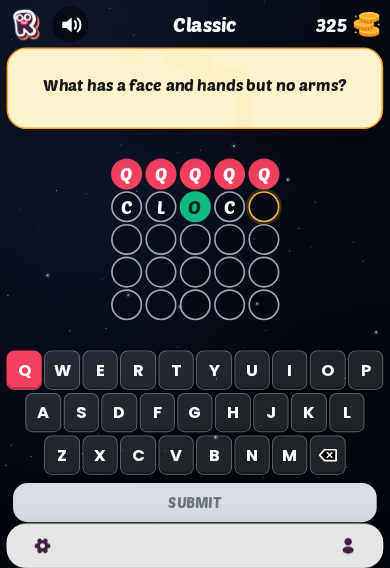 Classic
325
What has a face and hands but no arms?
Q Q Q Q Q
C L O C
Q W E R T Y U I O P
A S D F G H J K L
Z X C V B N M
SUBMIT